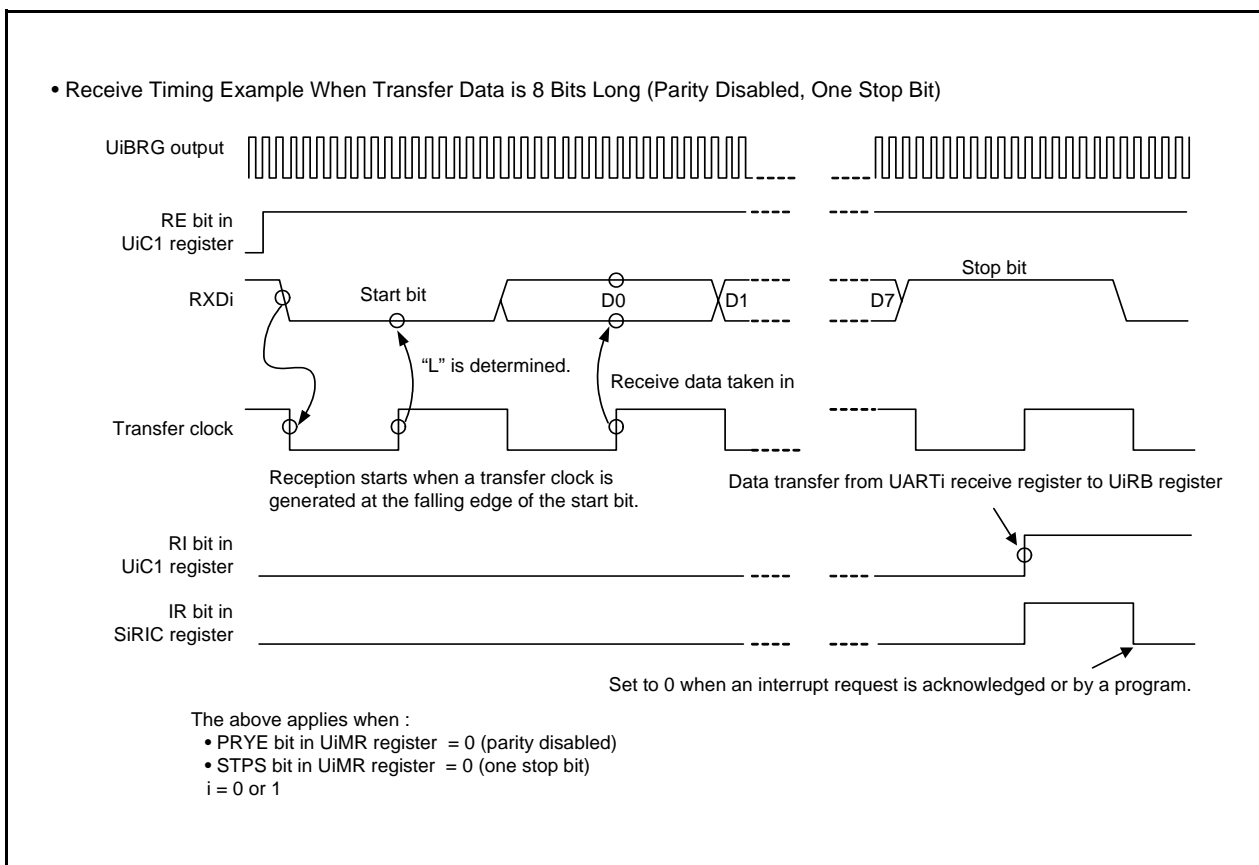 • Receive Timing Example When Transfer Data is 8 Bits Long (Parity Disabled, One Stop Bit)
UiBRG output
RE bit in
UiC1 register
RXDi
Start bit
D0
D1
D7
Stop bit
“L” is determined.
Receive data taken in
Transfer clock
Reception starts when a transfer clock is
generated at the falling edge of the start bit.
Data transfer from UARTi receive register to UiRB register
RI bit in
UiC1 register
IR bit in
SiRIC register
Set to 0 when an interrupt request is acknowledged or by a program.
The above applies when :
• PRYE bit in UiMR register = 0 (parity disabled)
• STPS bit in UiMR register = 0 (one stop bit)
i = 0 or 1